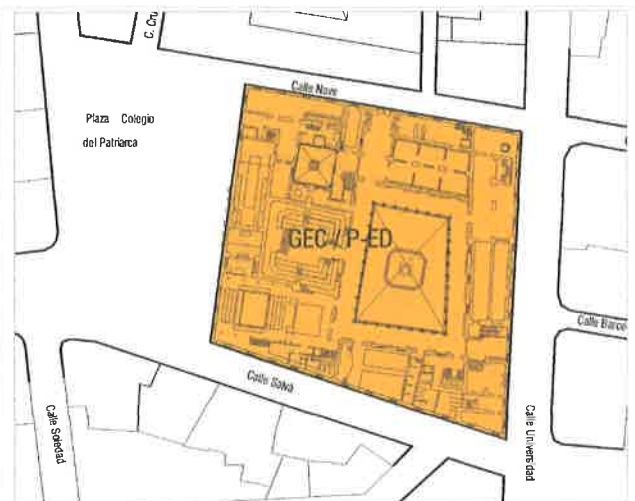 C. Cru
Calle Nave
Plaza Colegio
del Patriarca
GEC / P-ED
Calle Barce
Calle Salvá
Calle Soledad
Calle Universidad